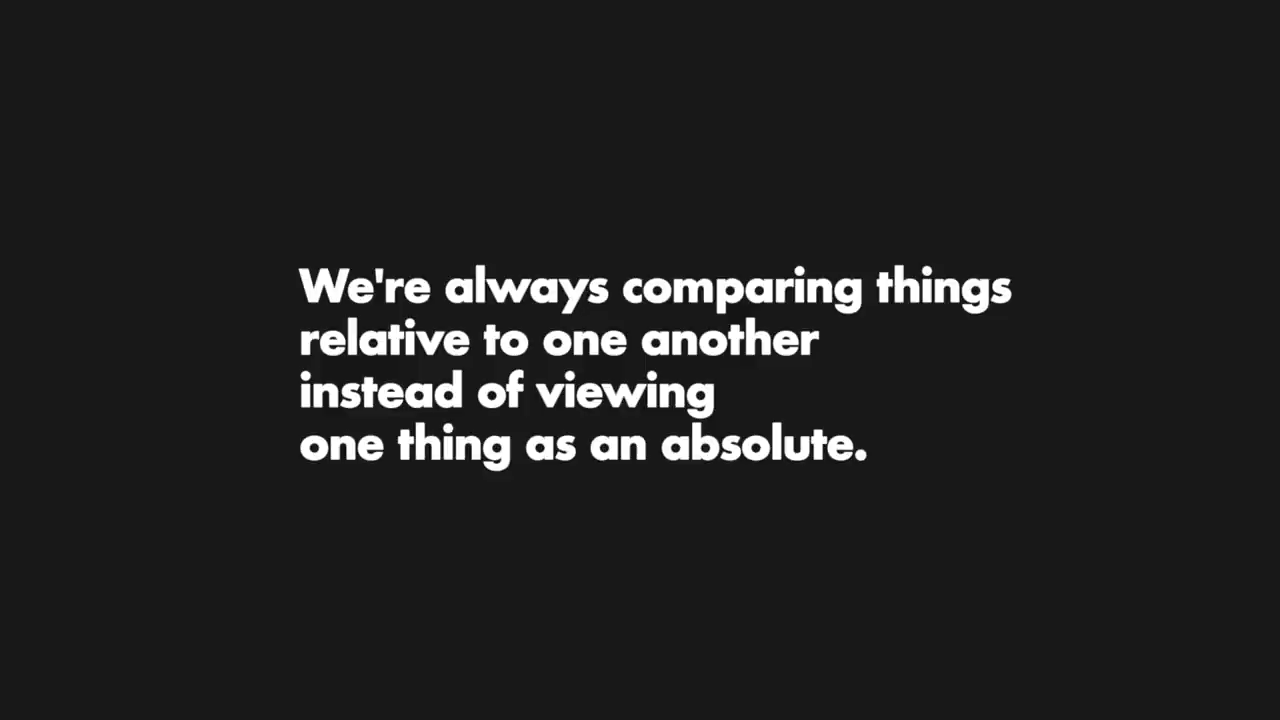 We're always comparing things
relative to one another
instead of viewing
one thing as an absolute.